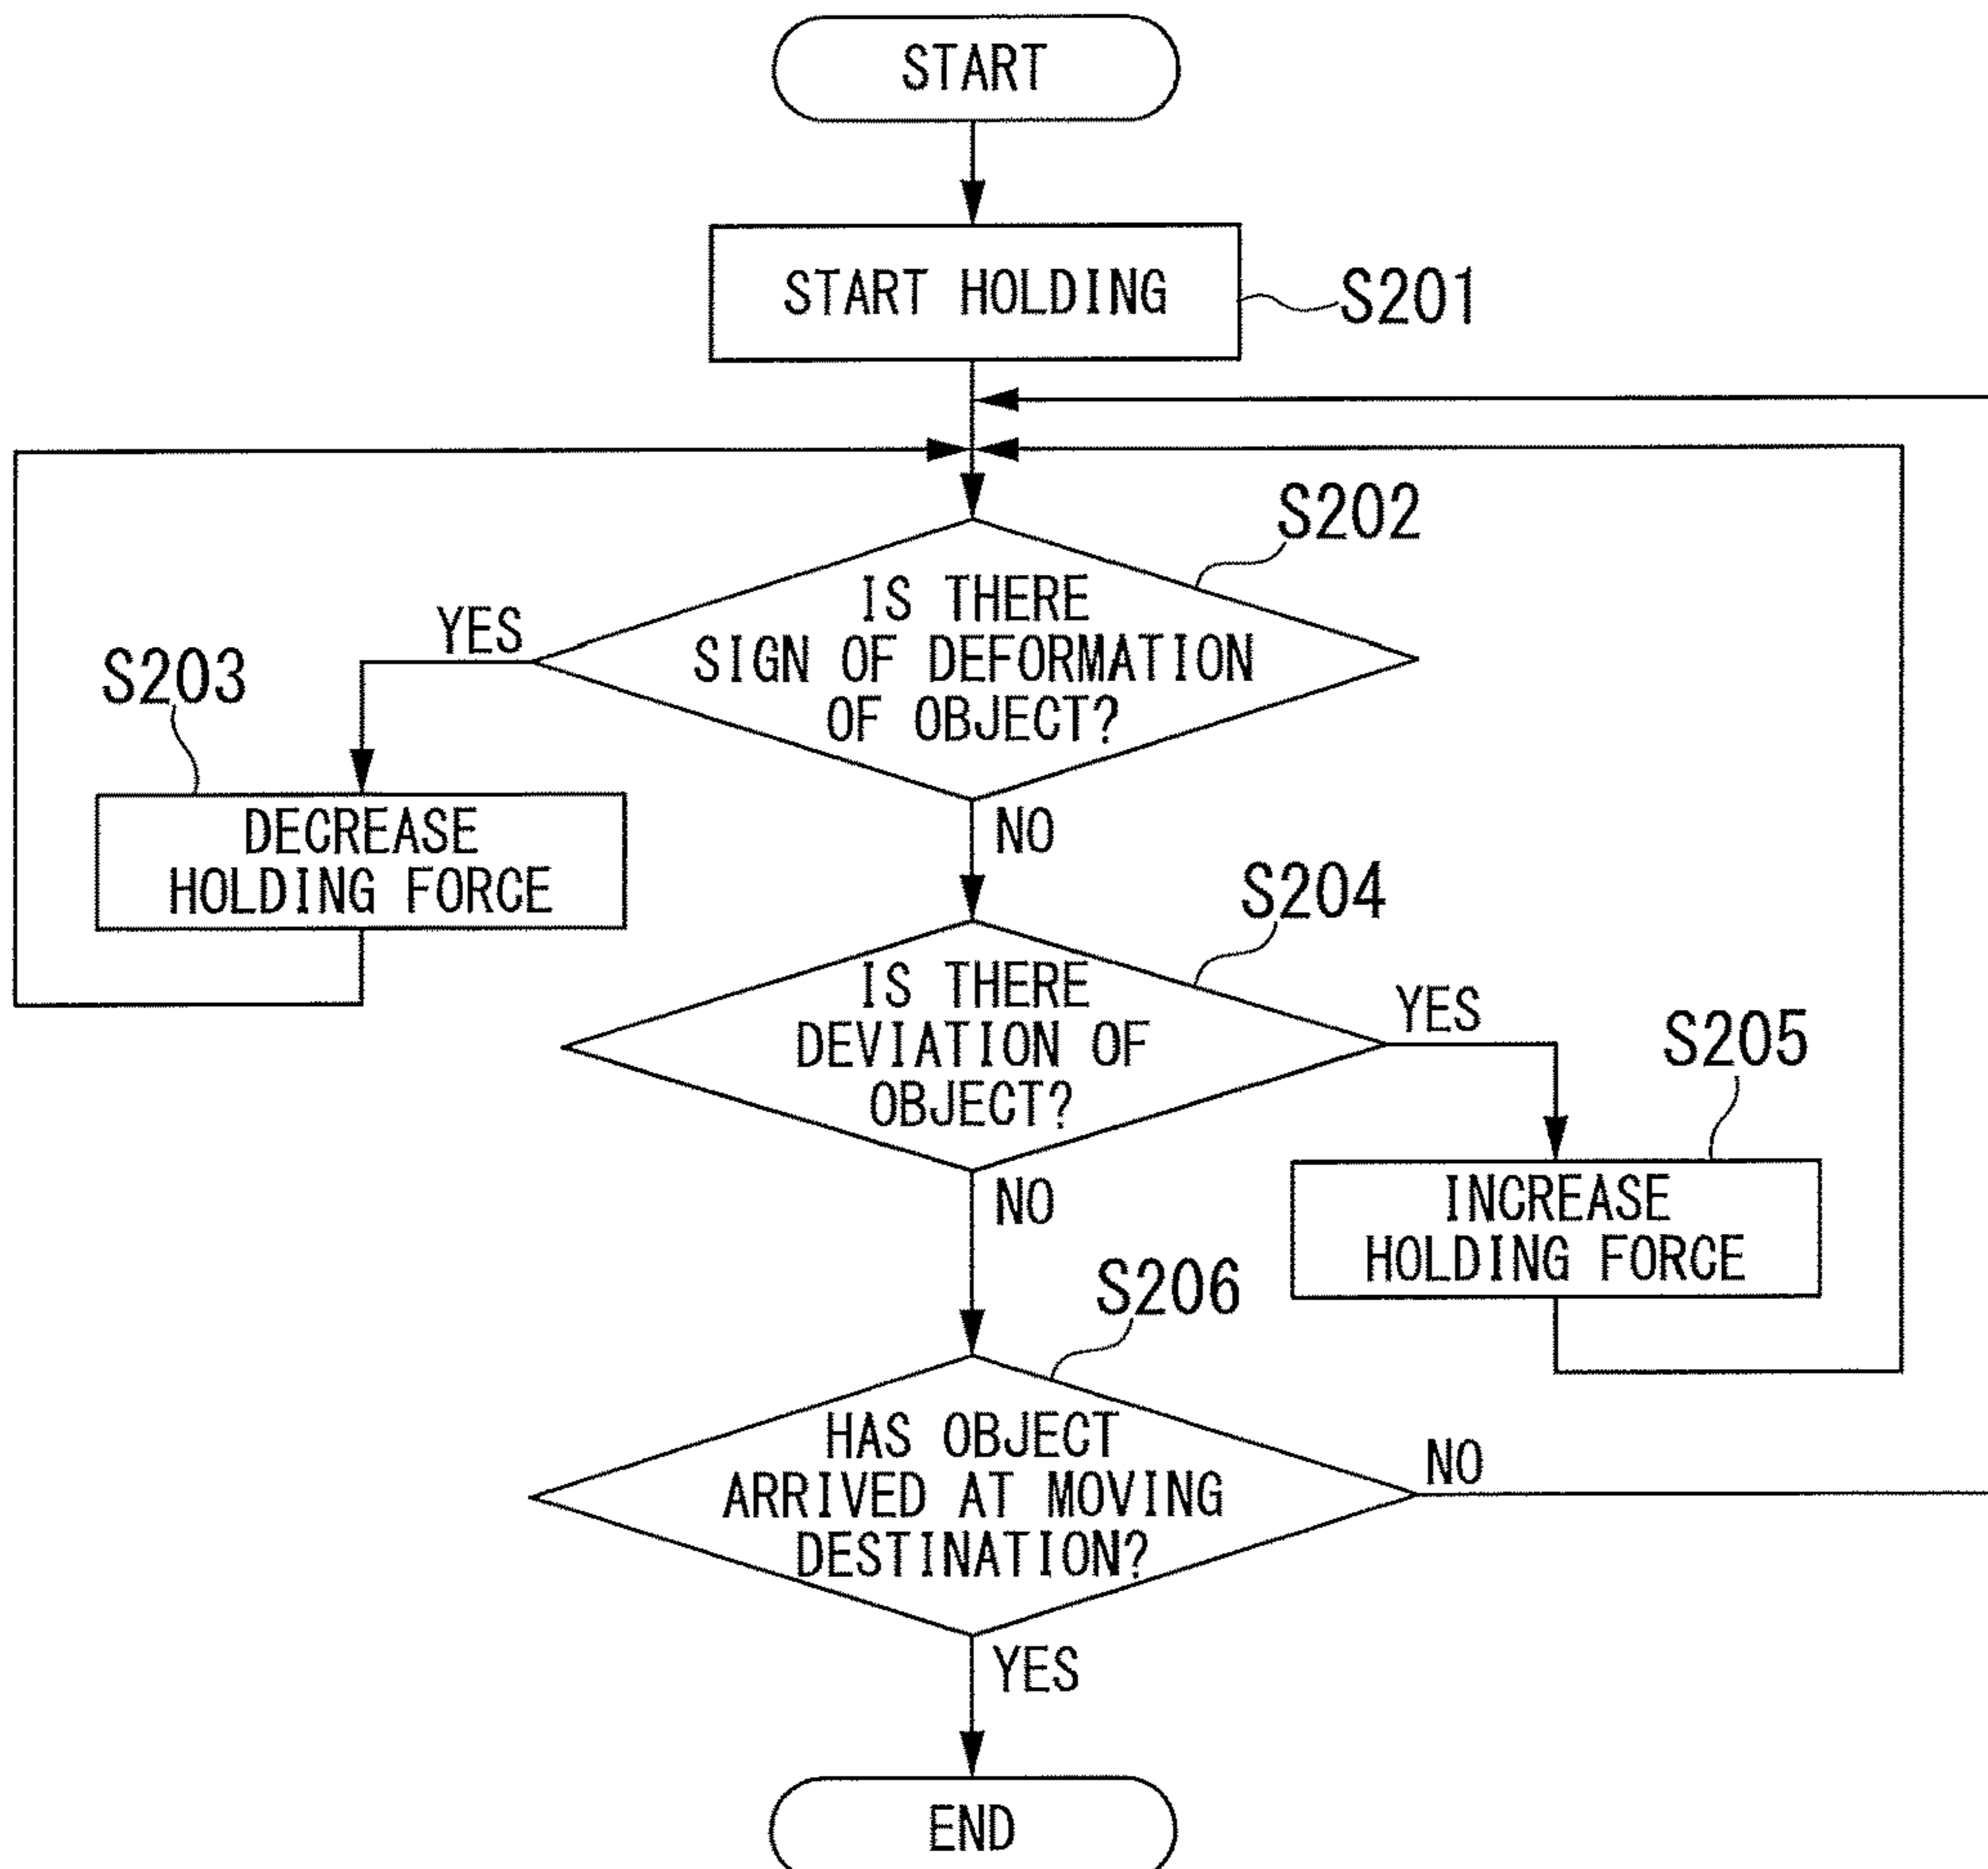 START
START HOLDING
S201
S202
IS THERE
SIGN OF DEFORMATION
OF OBJECT?
YES
S203
DECREASE
HOLDING FORCE
NO
S204
IS THERE
DEVIATION OF
OBJECT?
YES
S205
INCREASE
HOLDING FORCE
NO
S206
HAS OBJECT
ARRIVED AT MOVING
DESTINATION?
NO
YES
END